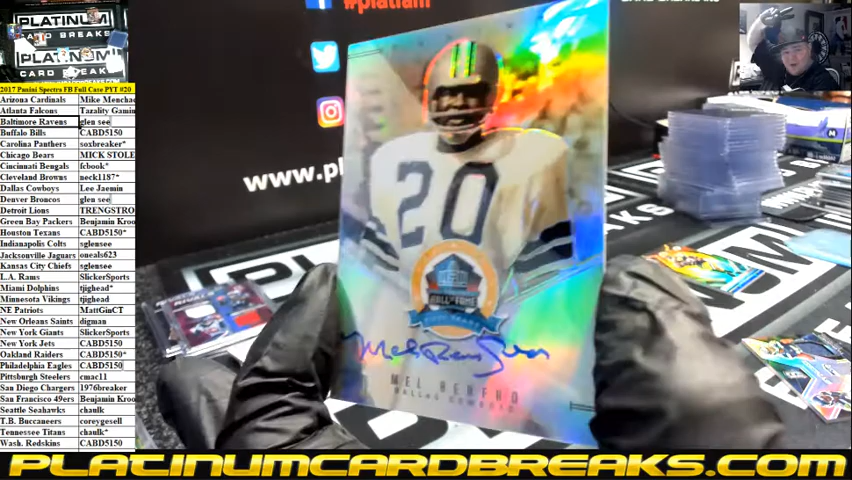 PLATINUM
CARD BREAKS
PLATINUM
CARD BREAKS
#platium
www.
2017 Panini Spectra FB Full Case PYT #20
Arizona Cardinals Mike Menchac
Atlanta Falcons Tazality Gamin
Baltimore Ravens glen see
Buffalo Bills CABD5150
Carolina Panthers soxbreaker*
Chicago Bears MICK STOLE
Cincinnati Bengals fcbook*
Cleveland Browns neck1187*
Dallas Cowboys Lee Jaemin
Denver Broncos glen see
Detroit Lions TRENGSTRO
Green Bay Packers Benjamin Kroo
Houston Texans CABD5150*
Indianapolis Colts sglensee
Jacksonville Jaguars oneals623
Kansas City Chiefs sglensee
L.A. Rams SlickerSports
Miami Dolphins tjighead*
Minnesota Vikings tjighead
NE Patriots MattGinCT
New Orleans Saints digman
New York Giants SlickerSports
New York Jets CABD5150
Oakland Raiders CABD5150*
Philadelphia Eagles CABD5150
Pittsburgh Steelers cmac11
San Diego Chargers 1976breaker
San Francisco 49ers Benjamin Kroo
Seattle Seahawks chaulk
T.B. Buccaneers coreygesell
Tennessee Titans chaulk*
Wash. Redskins CABD5150
20
HALL OF FAME
Mel Renfro
MEL RENFRO
DALLAS COWBOYS
PLATINUMCARDBREAKS.COM